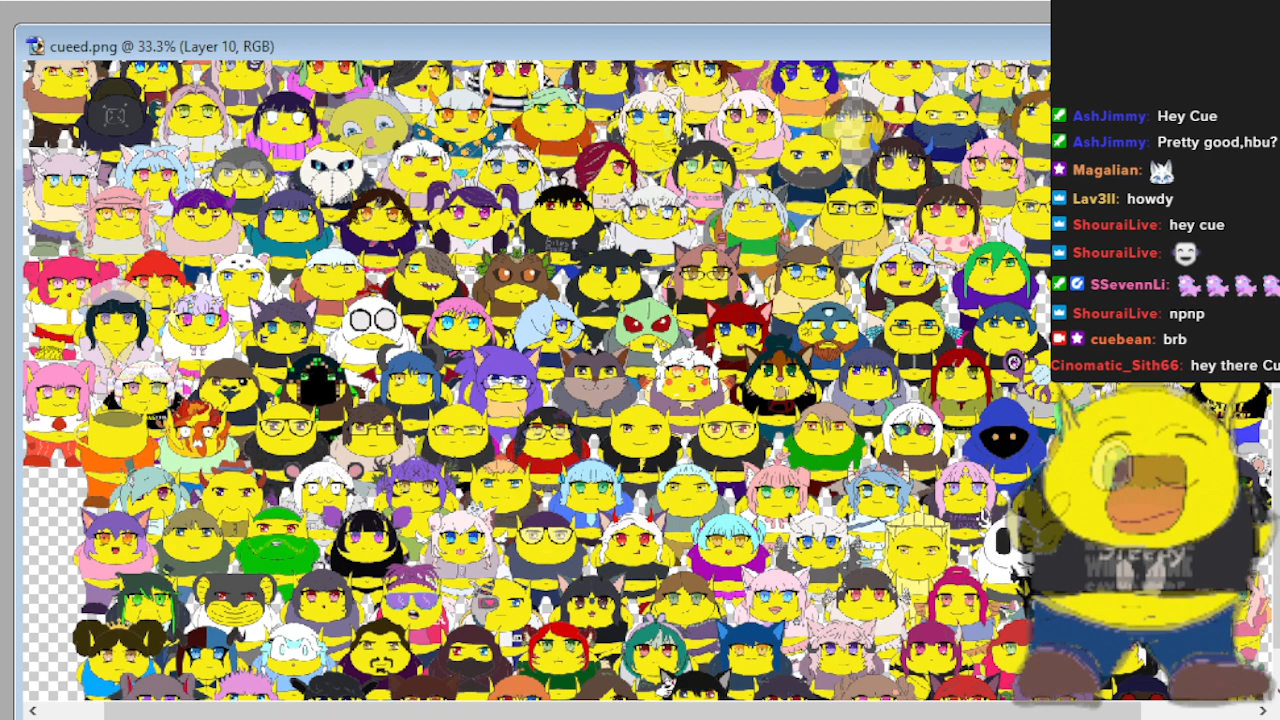 cueed.png @ 33.3% (Layer 10, RGB)
AshJimmy: Hey Cue
AshJimmy: Pretty good,hbu?
Magalian:
Lav3ll: howdy
ShouraiLive: hey cue
ShouraiLive:
SSevennLi:
ShouraiLive: npnp
cuebean: brb
Cinomatic_Sith66: hey there Cu